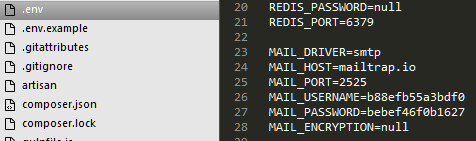 .env
.env.example
.gitattributes
.gitignore
artisan
composer.json
composer.lock
20 REDIS_PASSWORD=null
21 REDIS_PORT=6379
22
23 MAIL_DRIVER=smtp
24 MAIL_HOST=mailtrap.io
25 MAIL_PORT=2525
26 MAIL_USERNAME=b88efb55a3bdf0
27 MAIL_PASSWORD=bebef46f0b1627
28 MAIL_ENCRYPTION=null